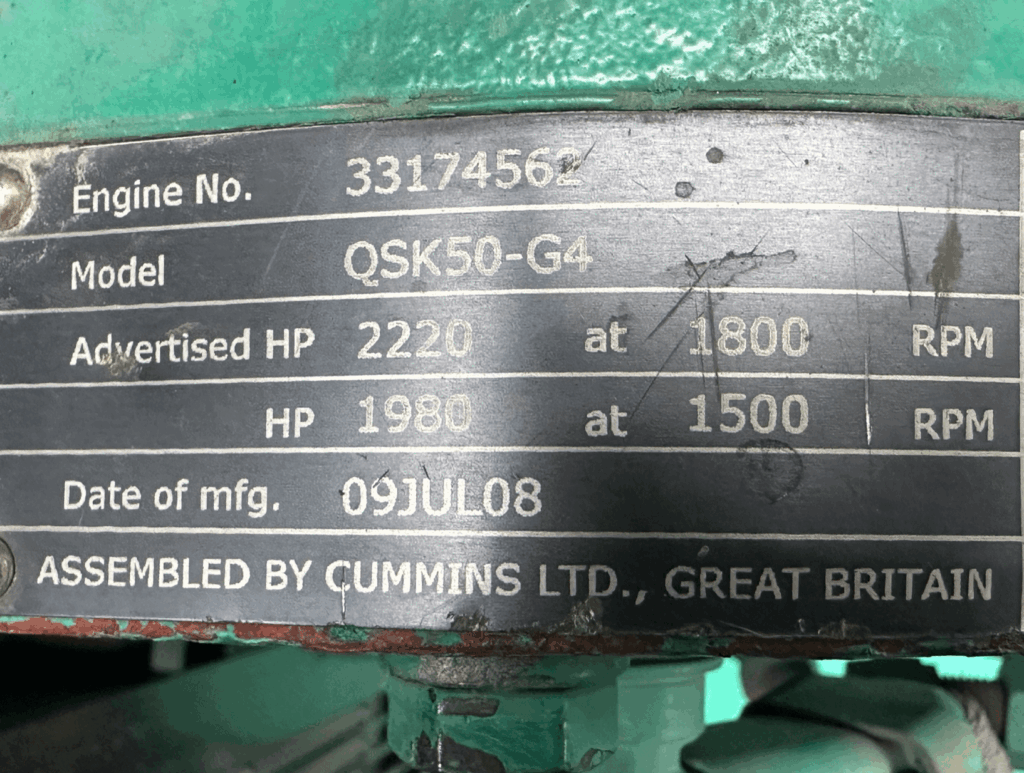 Engine No. 33174562
Model QSK50-G4
Advertised HP 2220 at 1800 RPM
HP 1980 at 1500 RPM
Date of mfg. 09JUL08
ASSEMBLED BY CUMMINS LTD., GREAT BRITAIN